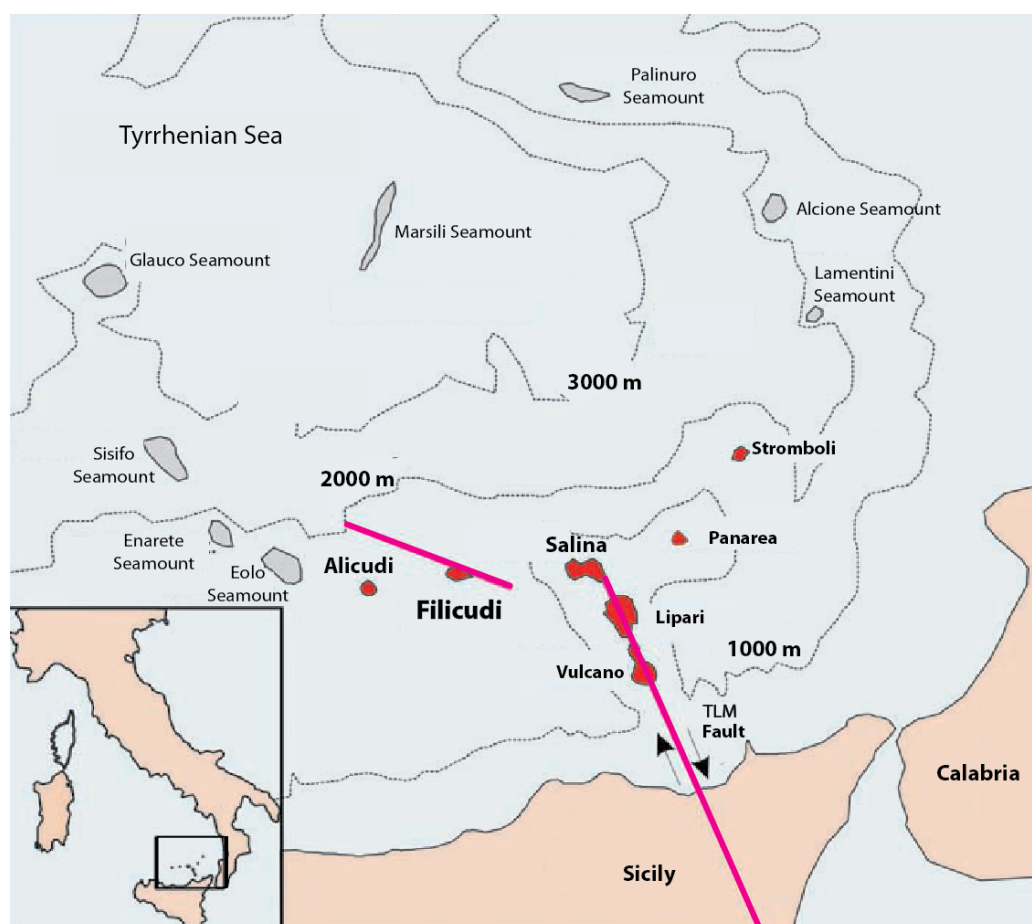 Palinuro
Seamount
Tyrrhenian Sea
Alcione Seamount
Marsili Seamount
Glauco Seamount
Lamentini
Seamount
3000 m
Stromboli
Sisifo
Seamount
2000 m
Enarete
Seamount
Eolo
Seamount
Alicudi
Filicudi
Salina
Panarea
Lipari
Vulcano
1000 m
TLM
Fault
Calabria
Sicily